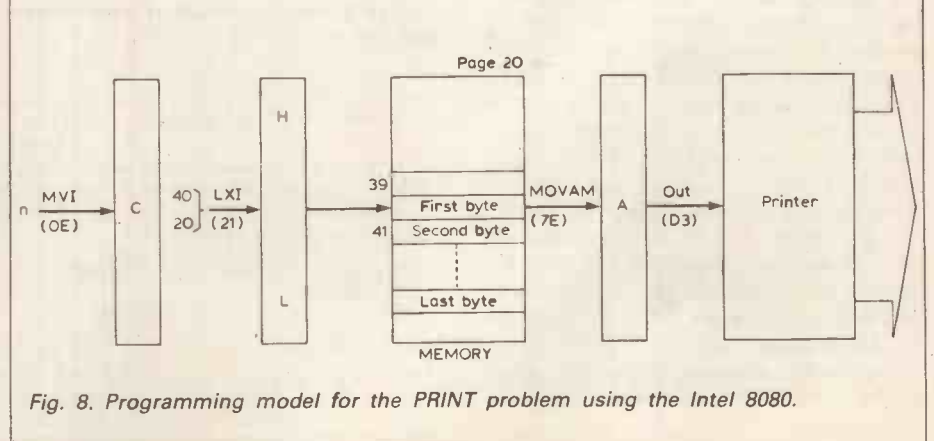 Page 20
H
39
n MVI (OE) C
40 20 } LXI (21)
First byte
MOVAM (7E)
A
Out (D3)
Printer
41 Second byte
L
Last byte
MEMORY
Fig. 8. Programming model for the PRINT problem using the Intel 8080.